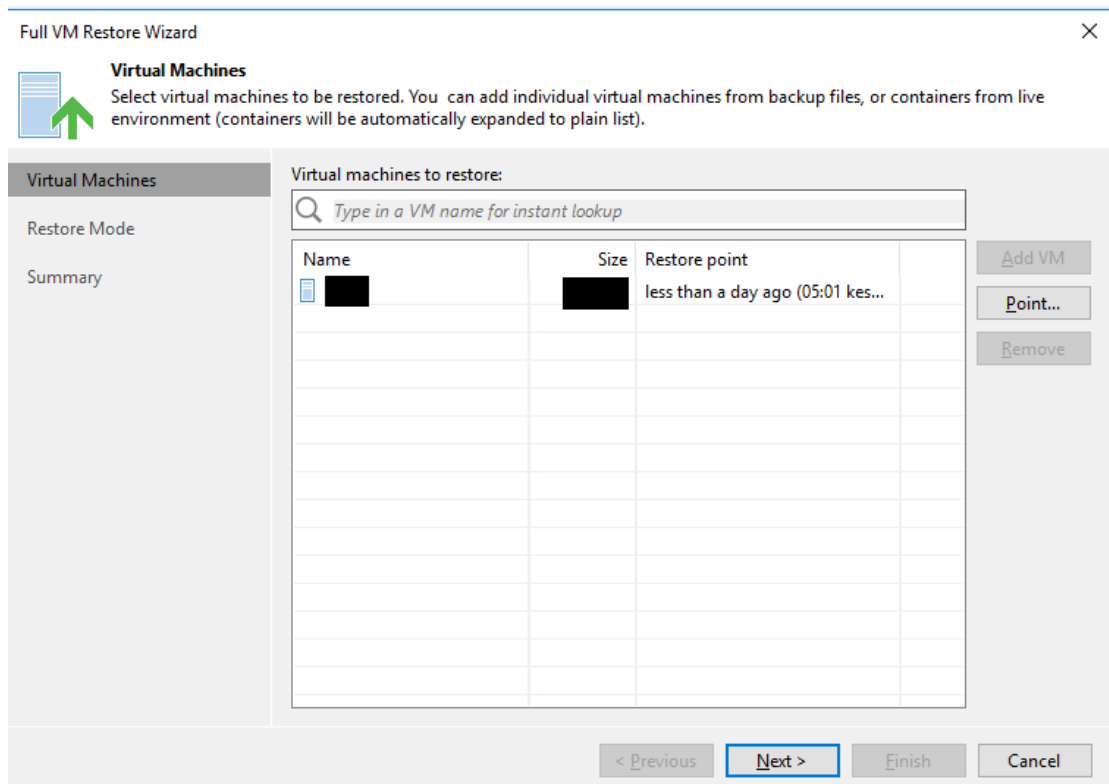 Full VM Restore Wizard
Virtual Machines
Select virtual machines to be restored. You can add individual virtual machines from backup files, or containers from live
environment (containers will be automatically expanded to plain list).
Virtual Machines
Restore Mode
Summary
Virtual machines to restore:
Type in a VM name for instant lookup
Name Size Restore point
less than a day ago (05:01 kes...
Add VM
Point...
Remove
< Previous Next > Finish Cancel